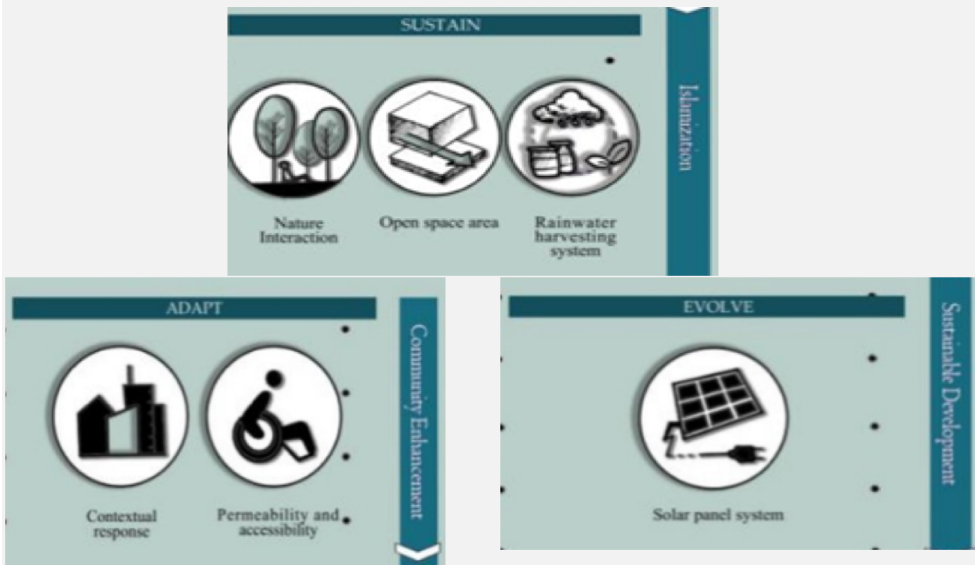 SUSTAIN
Islamization
Nature
Interaction
Open space area
Rainwater
harvesting
system
ADAPT
Community Enhancement
Contextual
response
Permeability and
accessibility
EVOLVE
Sustainable Development
Solar panel system